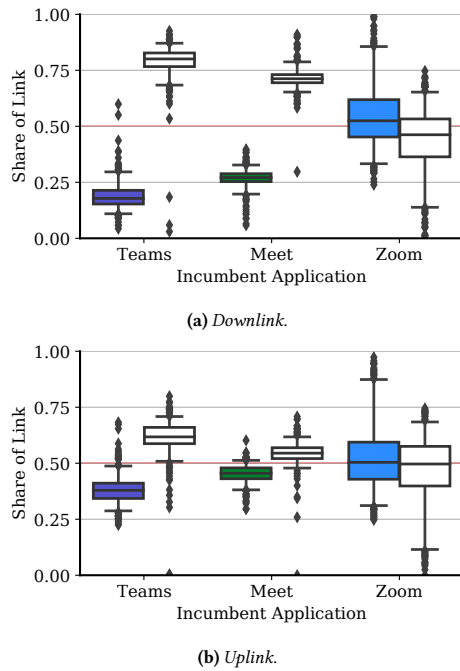 1.00
0.75
0.50
0.25
0.00
Share of Link
Teams Meet Zoom
Incumbent Application
(a) Downlink.
1.00
0.75
0.50
0.25
0.00
Share of Link
Teams Meet Zoom
Incumbent Application
(b) Uplink.